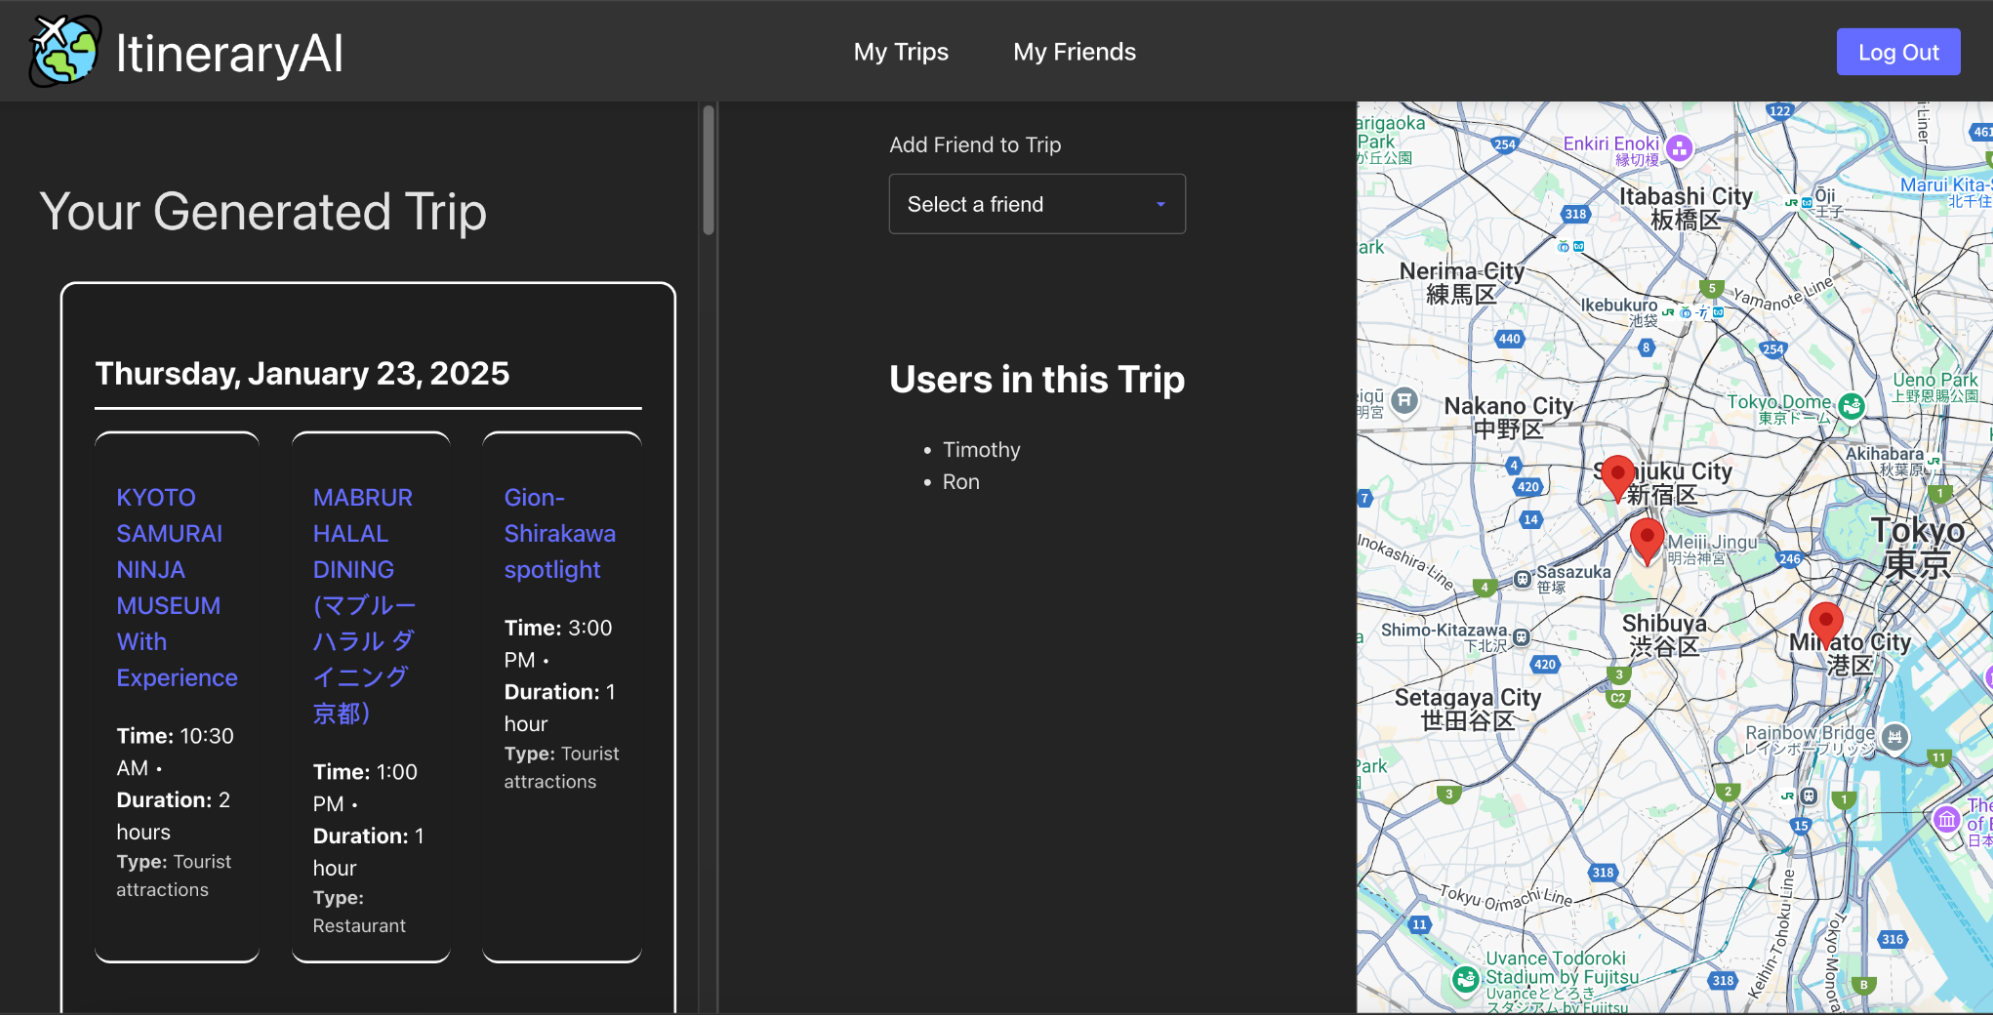 ItineraryAI
My Trips
My Friends
Log Out
Your Generated Trip
Thursday, January 23, 2025
KYOTO
SAMURAI
NINJA
MUSEUM
With
Experience
Time: 10:30
AM •
Duration: 2
hours
Type: Tourist
attractions
MABRUR
HALAL
DINING
(マブルー
ハラル ダ
イニング
京都)
Time: 1:00
PM •
Duration: 1
hour
Type:
Restaurant
Gion-
Shirakawa
spotlight
Time: 3:00
PM •
Duration: 1
hour
Type: Tourist
attractions
Add Friend to Trip
Select a friend
Users in this Trip
• Timothy
• Ron
arigaoka
Park
が丘公園
254
Enkiri Enoki
縁切榎
122
461
Itabashi City
板橋区
JR
Ōji
王子
Marui Kita-S
北千住
318
ark
Nerima City
練馬区
5
Yamanote Line
Ikebukuro
池袋
JR
440
8
254
Ueno Park
上野恩賜公園
eigū
明宮
Nakano City
中野区
Tokyo Dome
東京ドーム
Akihabara
秋葉原
JR
4
420
juku City
新宿区
7
1
14
Tokyo
東京
Inokashira Line
Meiji Jingu
明治神宮
246
4
Sasazuka
笹塚
Shimo-Kitazawa
下北沢
Shibuya
渋谷区
Minato City
港区
420
3
C2
Setagaya City
世田谷区
Rainbow Bridge
レインボーブリッジ
11
Park
公園
3
2
JR
1
15
The
of E
日本
318
Tokyu Oimachi Line
Keihin-Tohoku Line
Tokyo Monora
11
316
Uvance Todoroki
Stadium by Fujitsu
Uvanceとどろき
スタジアム by Fujitsu
318
B